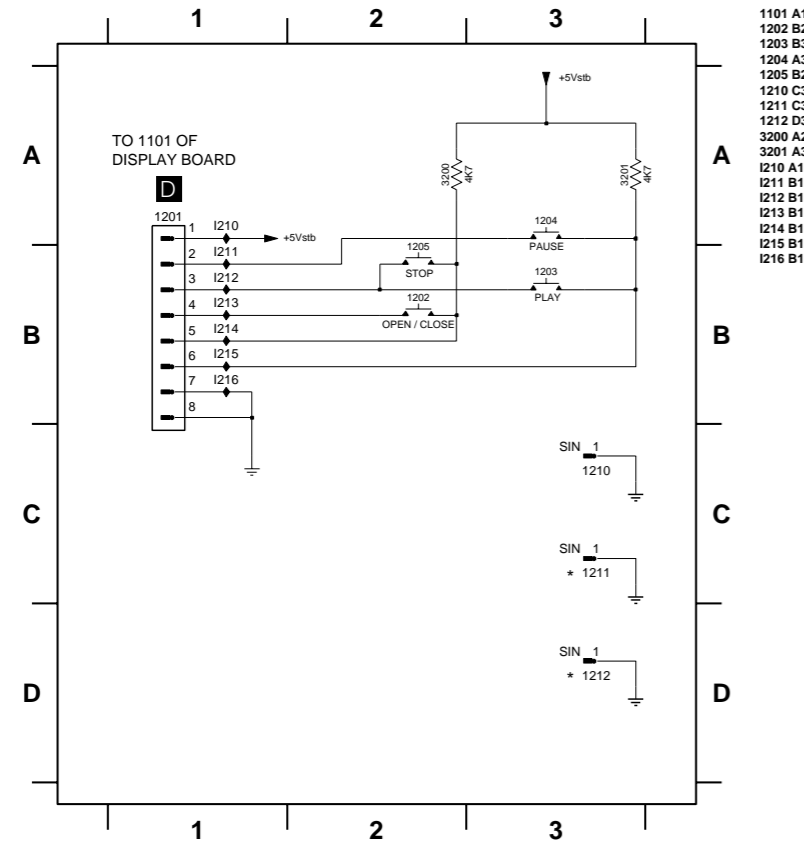 1 2 3
1101 A1
1202 B2
1203 B3
1204 A3
1205 B2
1210 C3
1211 C3
1212 D3
3200 A2
3201 A3
I210 A1
I211 B1
I212 B1
I213 B1
I214 B1
I215 B1
I216 B1
+5Vstb
A
TO 1101 OF
DISPLAY BOARD
D
3200
4K7
3201
4K7
A
1201
1 I210
+5Vstb
1204
PAUSE
2 I211
1205
STOP
3 I212
1203
PLAY
4 I213
1202
OPEN / CLOSE
B
5 I214
B
6 I215
7 I216
8
SIN 1
1210
C
C
SIN 1
* 1211
SIN 1
* 1212
D
D
1 2 3